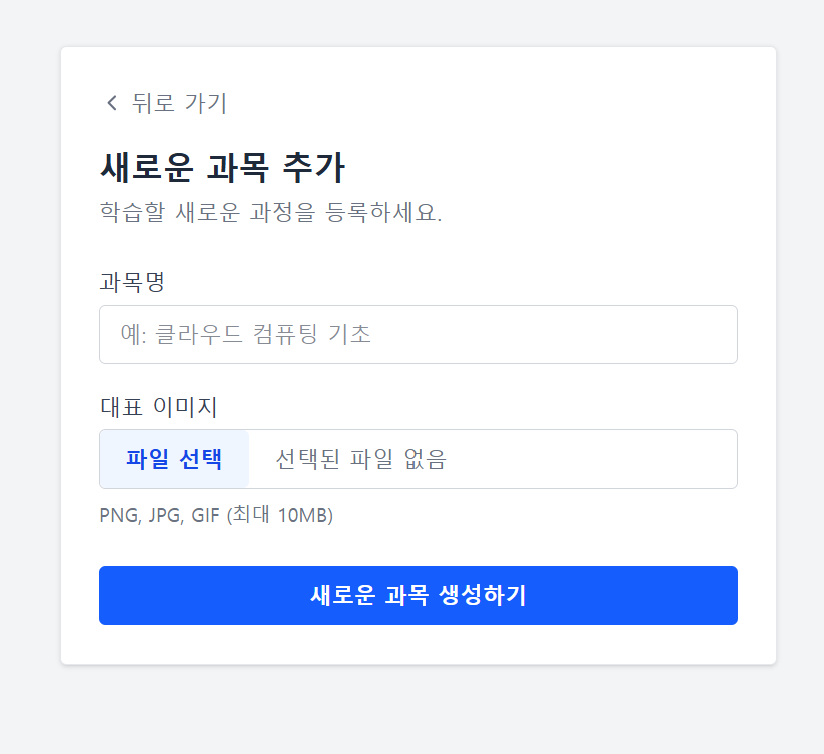 뒤로 가기
새로운 과목 추가
학습할 새로운 과정을 등록하세요.
과목명
예: 클라우드 컴퓨팅 기초
대표 이미지
파일 선택 선택된 파일 없음
PNG, JPG, GIF (최대 10MB)
새로운 과목 생성하기